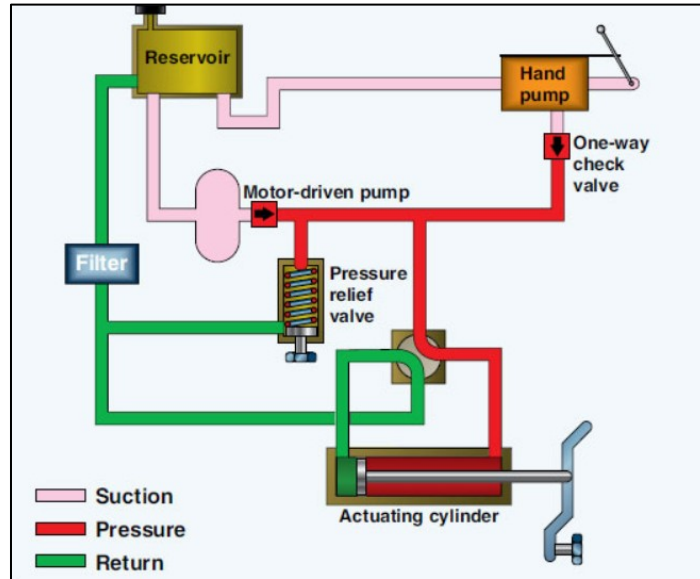 Reservoir
Hand
pump
One-way
check
valve
Motor-driven pump
Filter
Pressure
relief
valve
Actuating cylinder
Suction
Pressure
Return